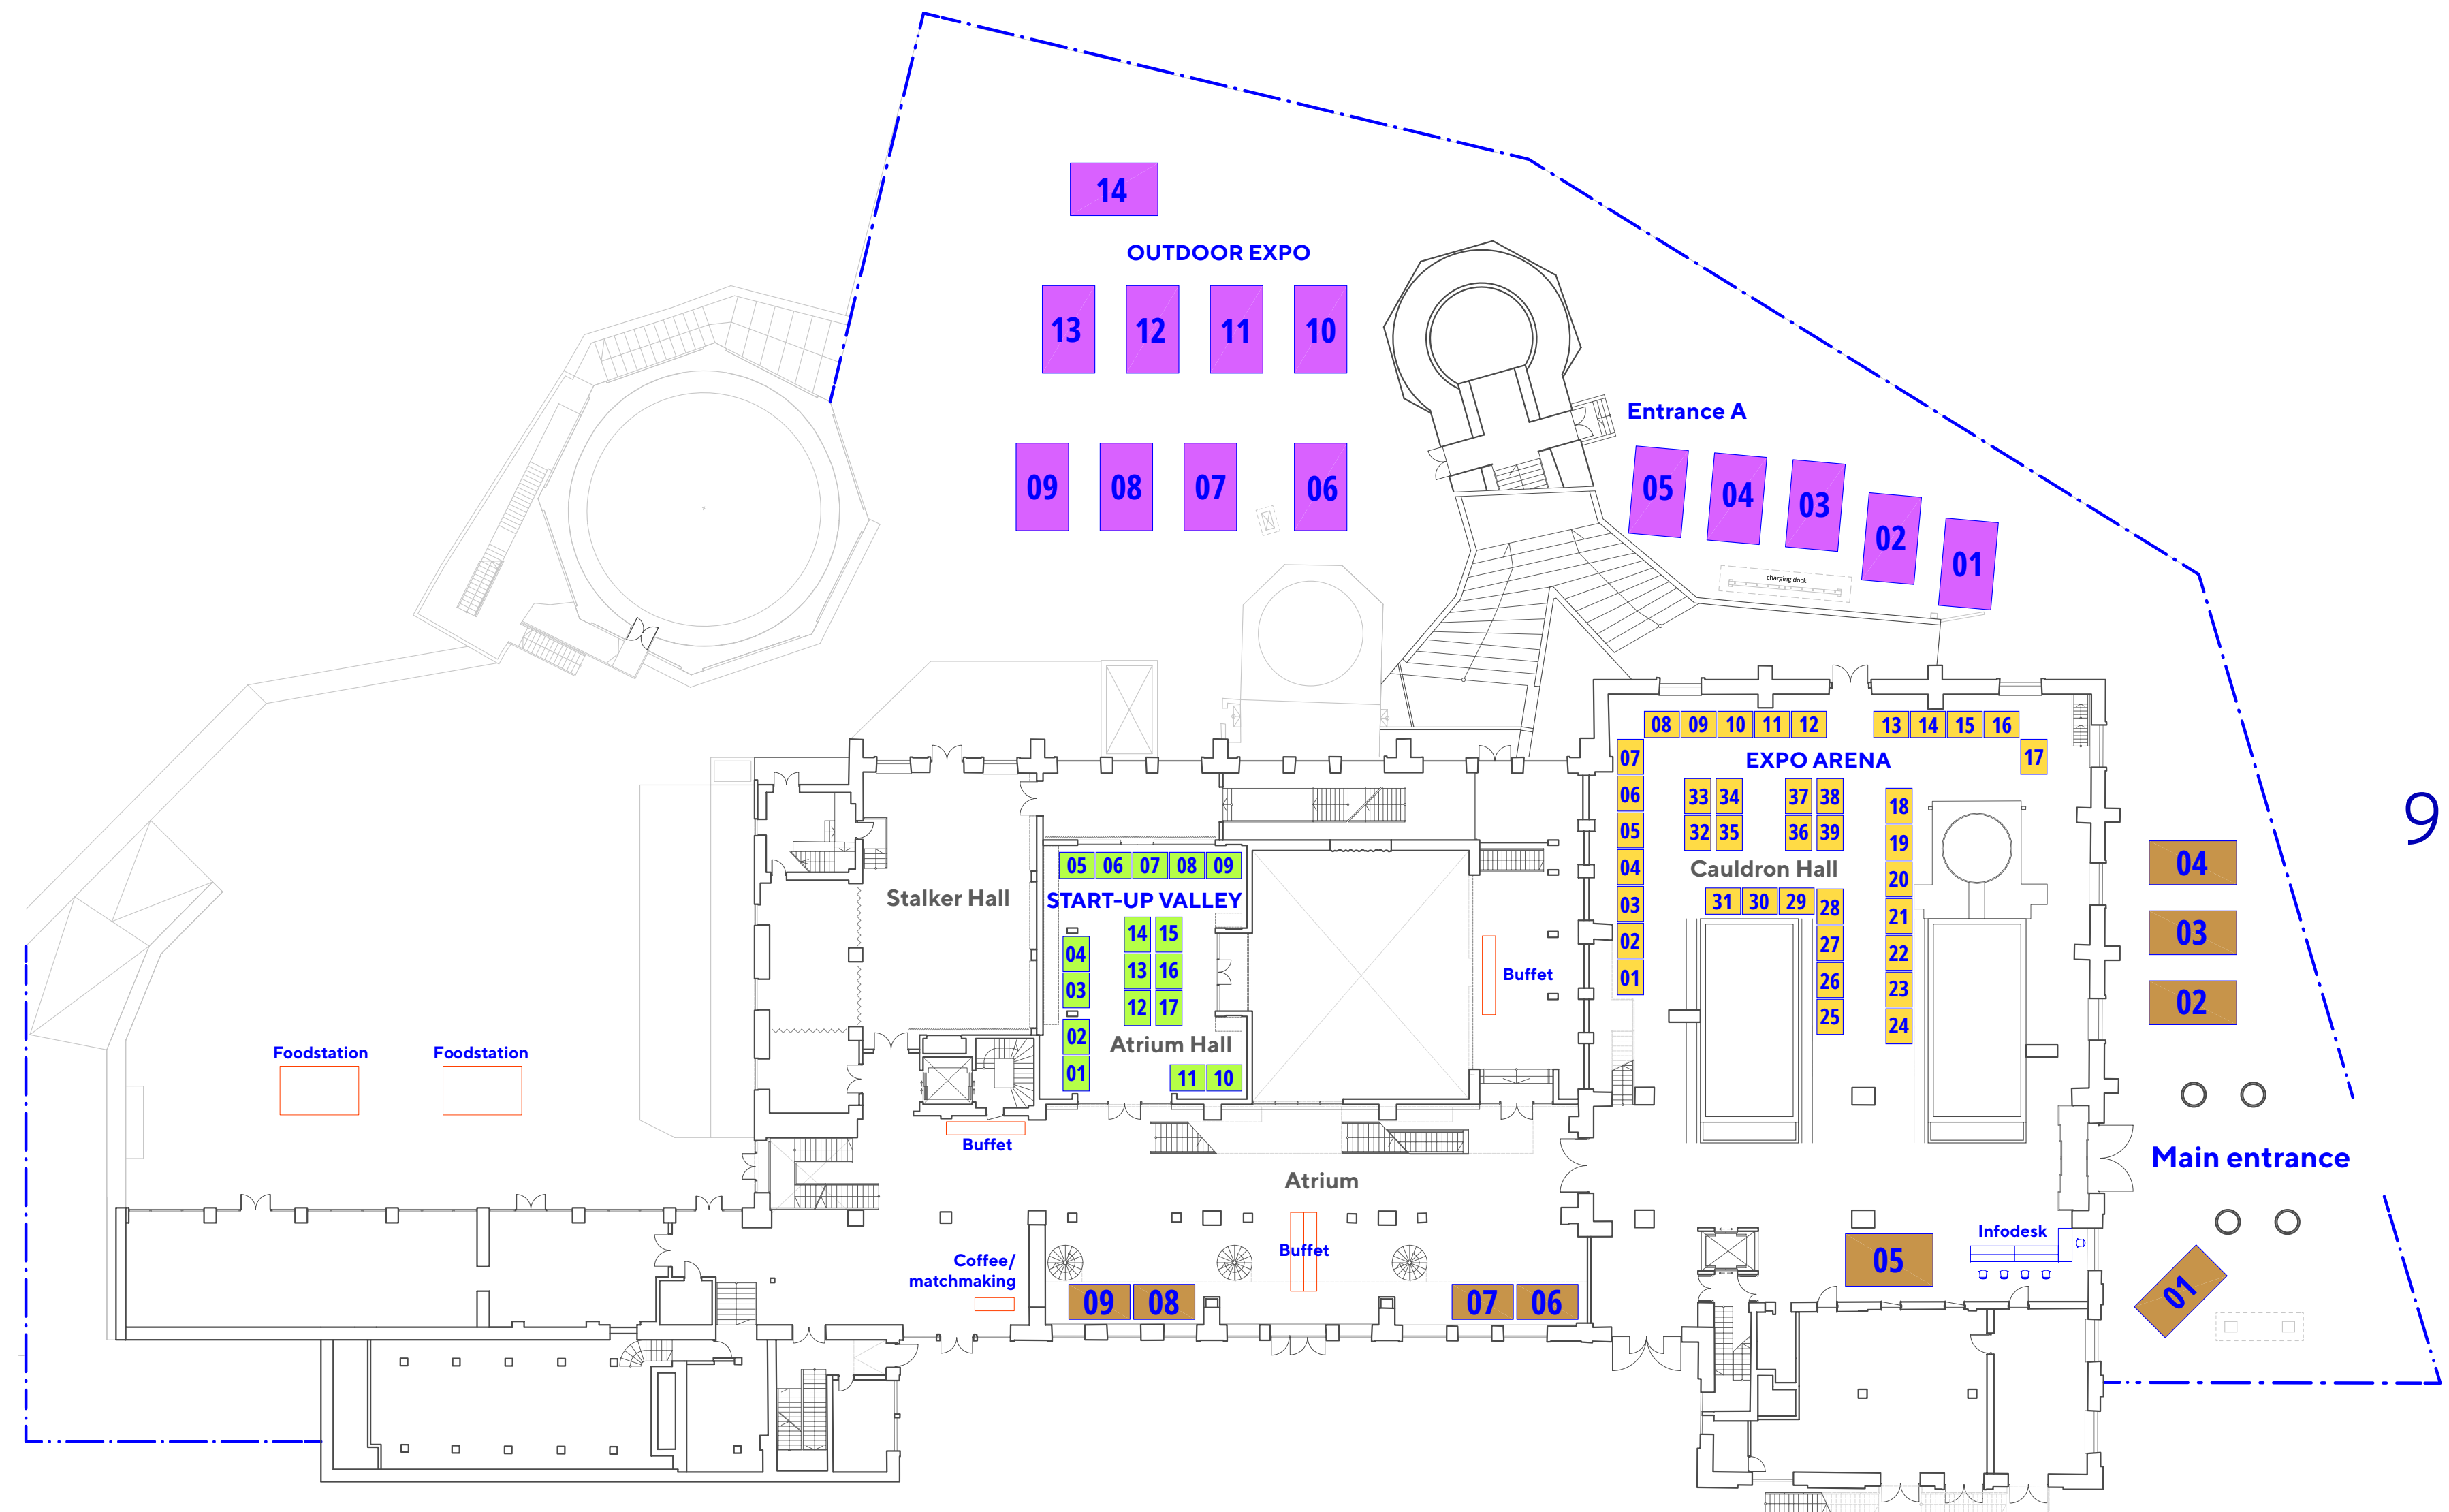 14
OUTDOOR EXPO
13 12 11 10
Entrance A
09 08 07 06
05 04 03 02 01
charging dock
08 09 10 11 12
13 14 15 16
07
EXPO ARENA
17
06
33 34 37 38
18
05
32 35 36 39
19
04
Cauldron Hall
20
03
31 30 29 28
21
02
27
22
01
26
23
25
24
9
04
03
02
Stalker Hall
05 06 07 08 09
START-UP VALLEY
14 15
04
13 16
03
12 17
02
Atrium Hall
01
11 10
Buffet
Foodstation
Foodstation
Buffet
Atrium
Main entrance
Coffee/
matchmaking
Buffet
09 08
07 06
05
Infodesk
01